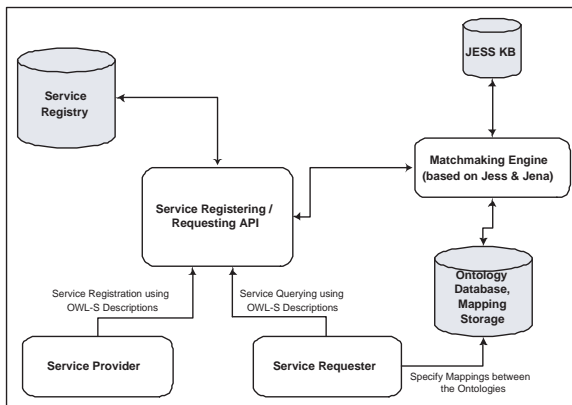 JESS KB
Service
Registry
Matchmaking Engine
(based on Jess & Jena)
Service Registering /
Requesting API
Ontology
Database,
Mapping
Storage
Service Registration using
OWL-S Descriptions
Service Querying using
OWL-S Descriptions
Service Provider
Service Requester
Specify Mappings between
the Ontologies